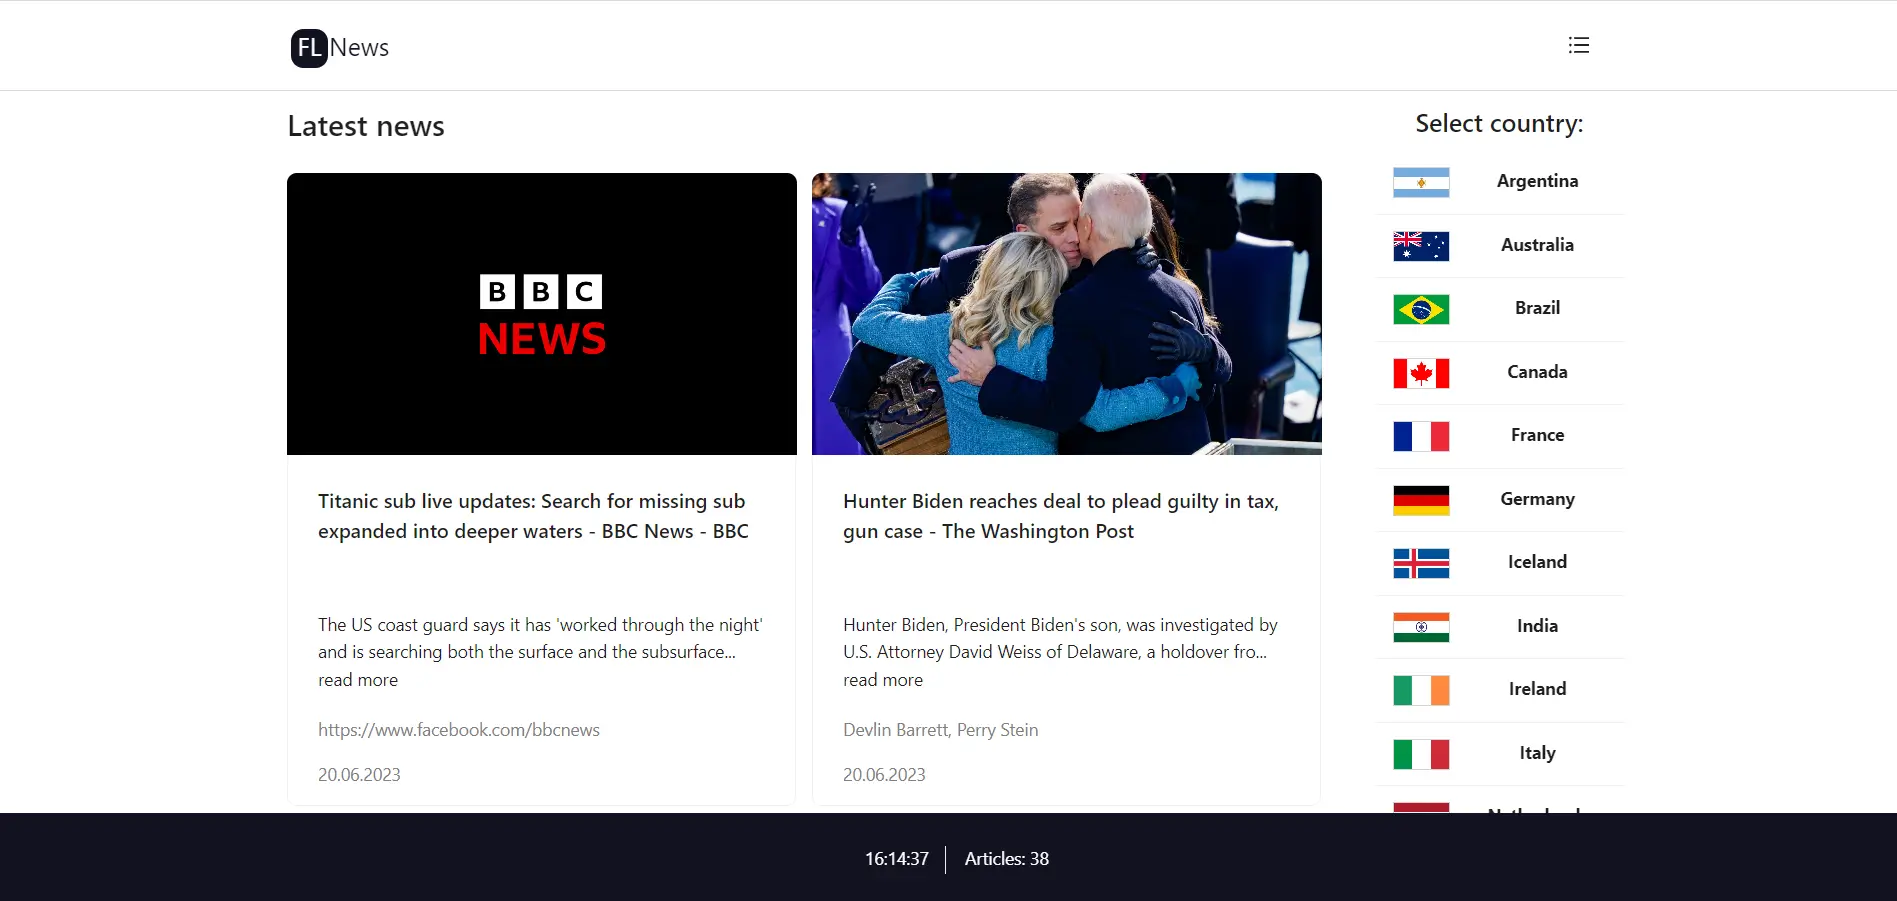 FL News
Latest news
BBC
NEWS
Titanic sub live updates: Search for missing sub
expanded into deeper waters - BBC News - BBC
The US coast guard says it has 'worked through the night'
and is searching both the surface and the subsurface...
read more
https://www.facebook.com/bbcnews
20.06.2023
Hunter Biden reaches deal to plead guilty in tax,
gun case - The Washington Post
Hunter Biden, President Biden's son, was investigated by
U.S. Attorney David Weiss of Delaware, a holdover fro...
read more
Devlin Barrett, Perry Stein
20.06.2023
Select country:
Argentina
Australia
Brazil
Canada
France
Germany
Iceland
India
Ireland
Italy
16:14:37
Articles: 38